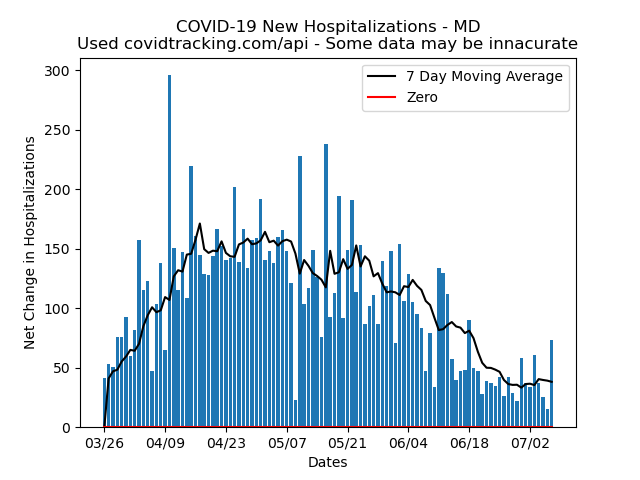 COVID-19 New Hospitalizations - MD
Used covidtracking.com/api - Some data may be innacurate
7 Day Moving Average
Zero
Net Change in Hospitalizations
300
250
200
150
100
50
0
03/26 04/09 04/23 05/07 05/21 06/04 06/18 07/02
Dates